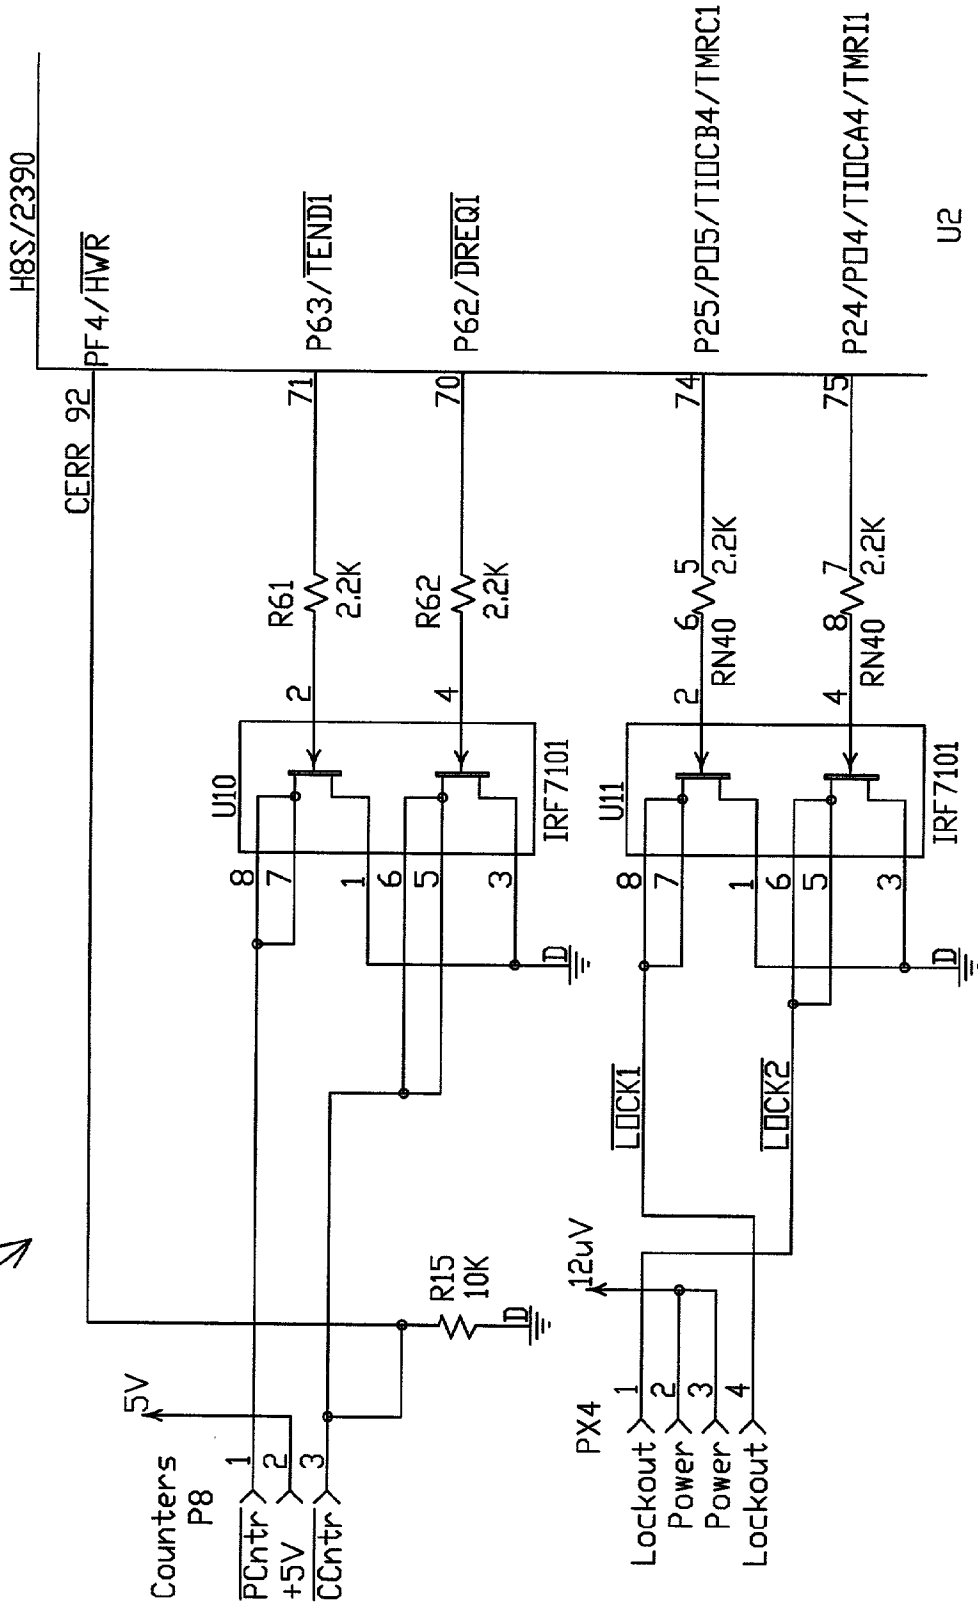 H8S/2390
CERR 92
PF4/HWR
71
P63/TEND1
70
P62/DREQ1
74
P25/PO5/TIOCB4/TMRC1
75
P24/PO4/TIOCA4/TMRI1
U2
R61
2.2K
R62
2.2K
5
6
2.2K
RN40
7
8
2.2K
RN40
U10
2
4
8
7
1
6
5
3
IRF7101
D
U11
2
4
8
7
1
6
5
3
IRF7101
D
LOCK1
LOCK2
R15
10K
D
5V
Counters
P8
PCntr 1
+5V 2
CCntr 3
12uV
PX4
Lockout 1
Power 2
Power 3
Lockout 4